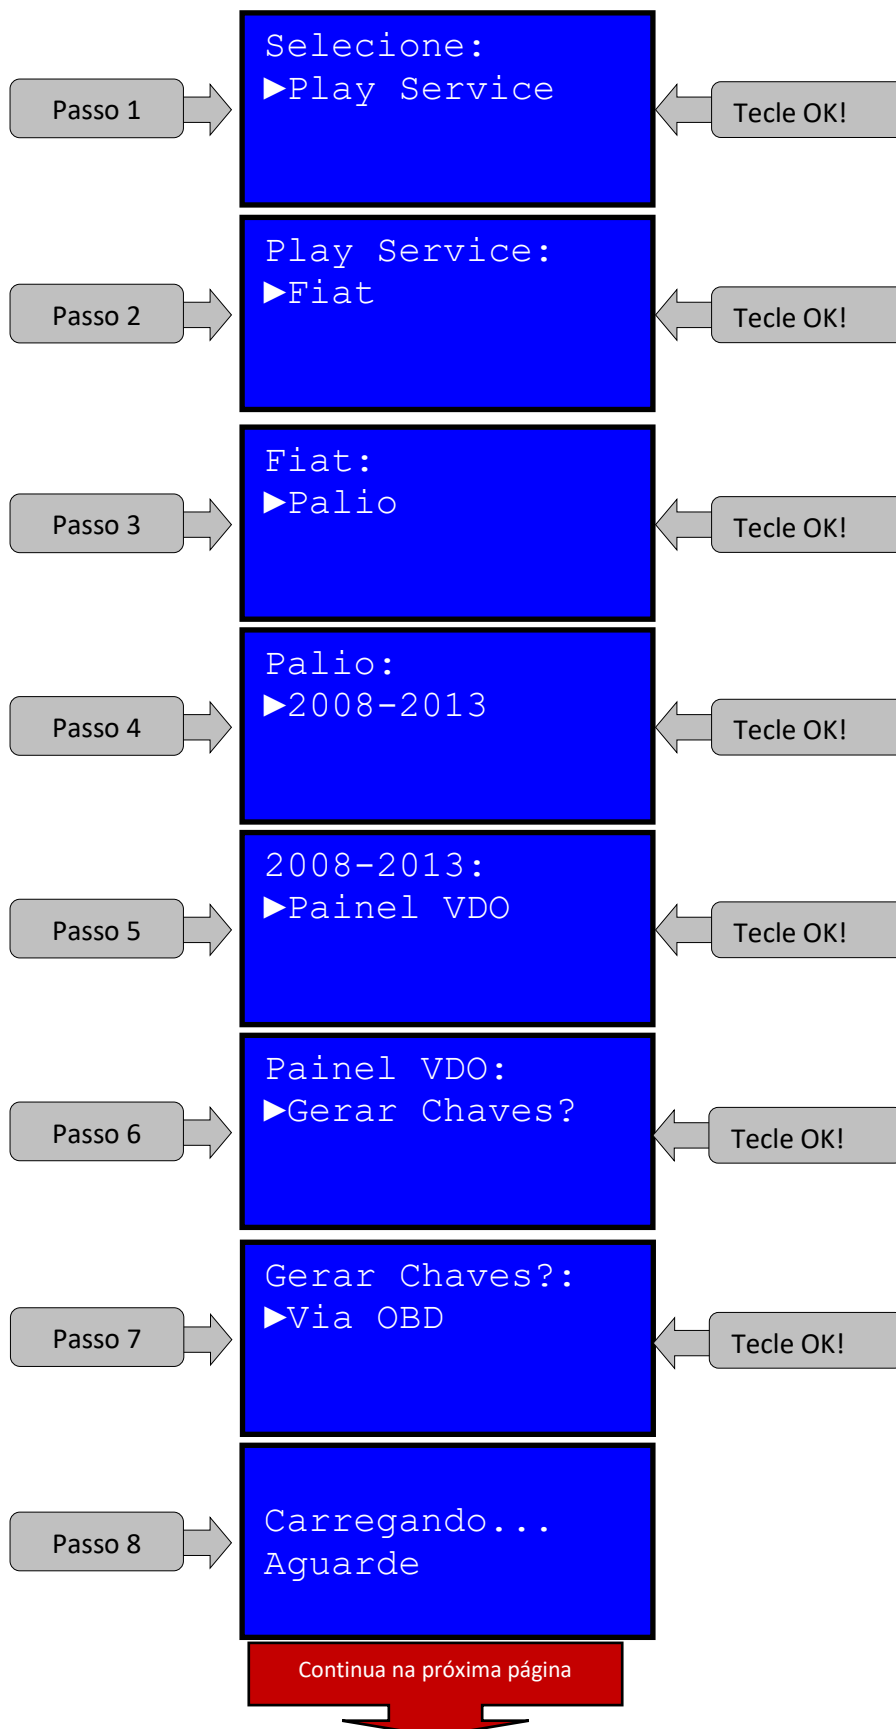 Passo 1
Selecione:
►Play Service
Tecle OK!
Passo 2
Play Service:
►Fiat
Tecle OK!
Passo 3
Fiat:
►Palio
Tecle OK!
Passo 4
Palio:
►2008-2013
Tecle OK!
Passo 5
2008-2013:
►Painel VDO
Tecle OK!
Passo 6
Painel VDO:
►Gerar Chaves?
Tecle OK!
Passo 7
Gerar Chaves?:
►Via OBD
Tecle OK!
Passo 8
Carregando...
Aguarde
Continua na próxima página